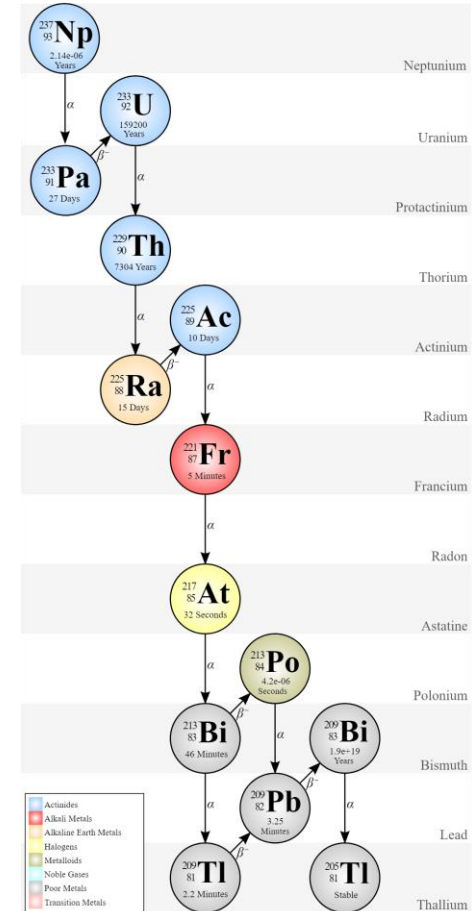 237
93 Np
2.14e-06
Years
Neptunium
α
233
92 U
159200
Years
Uranium
β⁻
233
91 Pa
27 Days
α
Protactinium
229
90 Th
7304 Years
Thorium
α
225
89 Ac
10 Days
Actinium
β⁻
225
88 Ra
15 Days
α
Radium
221
87 Fr
5 Minutes
Francium
α
Radon
217
85 At
32 Seconds
Astatine
α
213
84 Po
4.2e-06
Seconds
Polonium
β⁻
213
83 Bi
46 Minutes
α
209
83 Bi
1.9e+19
Years
Bismuth
β⁻
α
209
82 Pb
3.25
Minutes
α
Lead
β⁻
209
81 Tl
2.2 Minutes
205
81 Tl
Stable
Thallium
Actinides
Alkali Metals
Alkaline Earth Metals
Halogens
Metalloids
Noble Gases
Poor Metals
Transition Metals